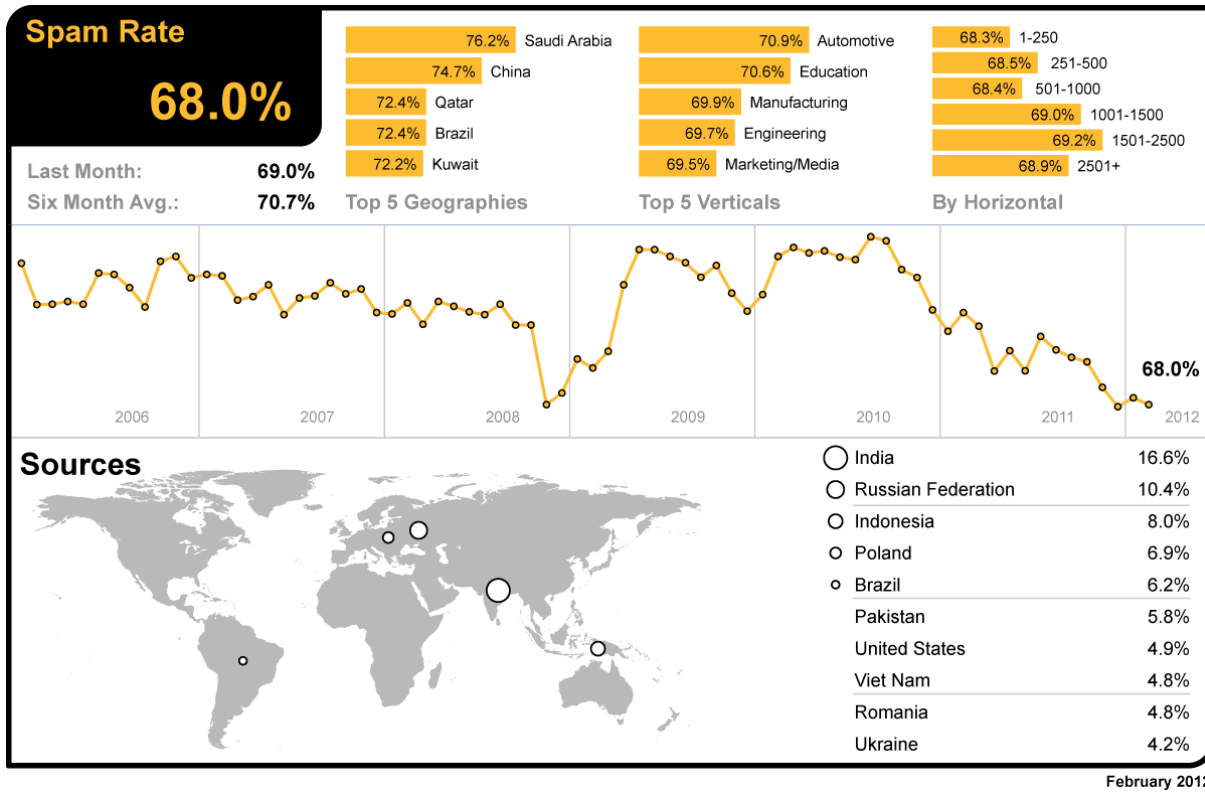 Spam Rate
68.0%
Last Month: 69.0%
Six Month Avg.: 70.7%
76.2% Saudi Arabia
74.7% China
72.4% Qatar
72.4% Brazil
72.2% Kuwait
Top 5 Geographies
70.9% Automotive
70.6% Education
69.9% Manufacturing
69.7% Engineering
69.5% Marketing/Media
Top 5 Verticals
68.3% 1-250
68.5% 251-500
68.4% 501-1000
69.0% 1001-1500
69.2% 1501-2500
68.9% 2501+
By Horizontal
68.0%
2006 2007 2008 2009 2010 2011 2012
Sources
India 16.6%
Russian Federation 10.4%
Indonesia 8.0%
Poland 6.9%
Brazil 6.2%
Pakistan 5.8%
United States 4.9%
Viet Nam 4.8%
Romania 4.8%
Ukraine 4.2%
February 2012